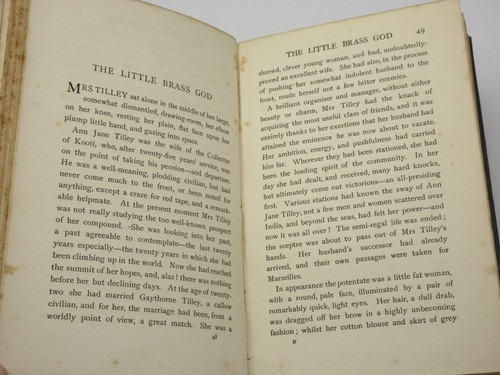 THE LITTLE BRASS GOD
MRS TILLEY sat alone in the middle of her large,
somewhat dismantled, drawing-room, her elbow
on her knee, resting her plain, flat face upon her
plump little hand, and gazing into space.
Ann Jane Tilley was the wife of the Collector
of Kooti, who, after twenty-five years' service, was
on the point of taking his pension—and departure.
He was a well-meaning, plodding civilian, but had
never come much to the front, or been noted for
anything, except a craze for red tape, and a remark-
able helpmate. At the present moment Mrs Tilley
was not really studying the too well-known prospect
of her compound. She was looking into her past,
a past agreeable to contemplate—the last twenty
years especially—the twenty years in which she had
been climbing up in the world. Now she had reached
the summit of her hopes, and, alas! there was nothing
before her but declining days. At the age of twenty-
two she had married Gaythorne Tilley, a callow
civilian, and for her, the marriage had been, from a
worldly point of view, a great match. She was a
48
THE LITTLE BRASS GOD 49
shrewd, clever young woman, and had, undoubtedly,
proved an excellent wife. She had also, in the process
of pushing her somewhat indolent husband to the
front, made herself not a few bitter enemies.
A brilliant organiser and manager, without either
beauty or charm, Mrs Tilley had the knack of
acquiring the most useful class of friends, and it was
entirely thanks to her exertions that her husband had
attained the eminence he was now about to vacate.
Her ambition, energy, and pushfulness had carried
him far. Wherever they had been stationed, she had
been the leading spirit of the community. In her
day she had dealt, and received, many hard knocks,
but ultimately come out victorious—an all-presiding
first. Various stations had known the sway of Ann
Jane Tilley, not a few men and women scattered over
India, and beyond the seas, had felt her power—and
now it was all over! The semi-regal life was ended;
the sceptre was about to pass out of Mrs Tilley's
hands. Her husband's successor had already
arrived, and their own passages were taken for
Marseilles.
In appearance the potentate was a little fat woman,
with a round, pale face, illuminated by a pair of
remarkably quick, light eyes. Her hair, a dull drab,
was dragged off her brow in a highly unbecoming
fashion; whilst her cotton blouse and skirt of grey
D